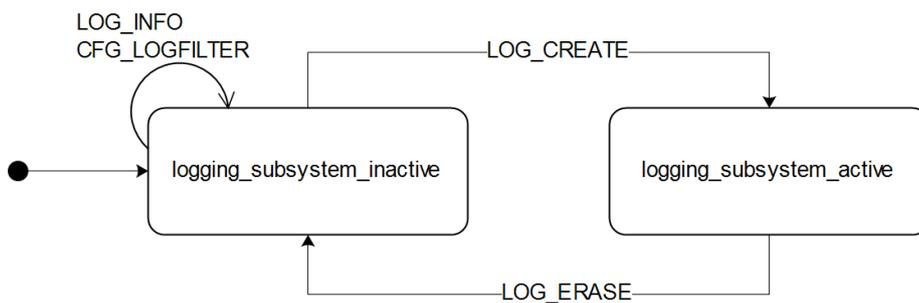 LOG_INFO
CFG_LOGFILTER
LOG_CREATE
logging_subsystem_inactive
logging_subsystem_active
LOG_ERASE